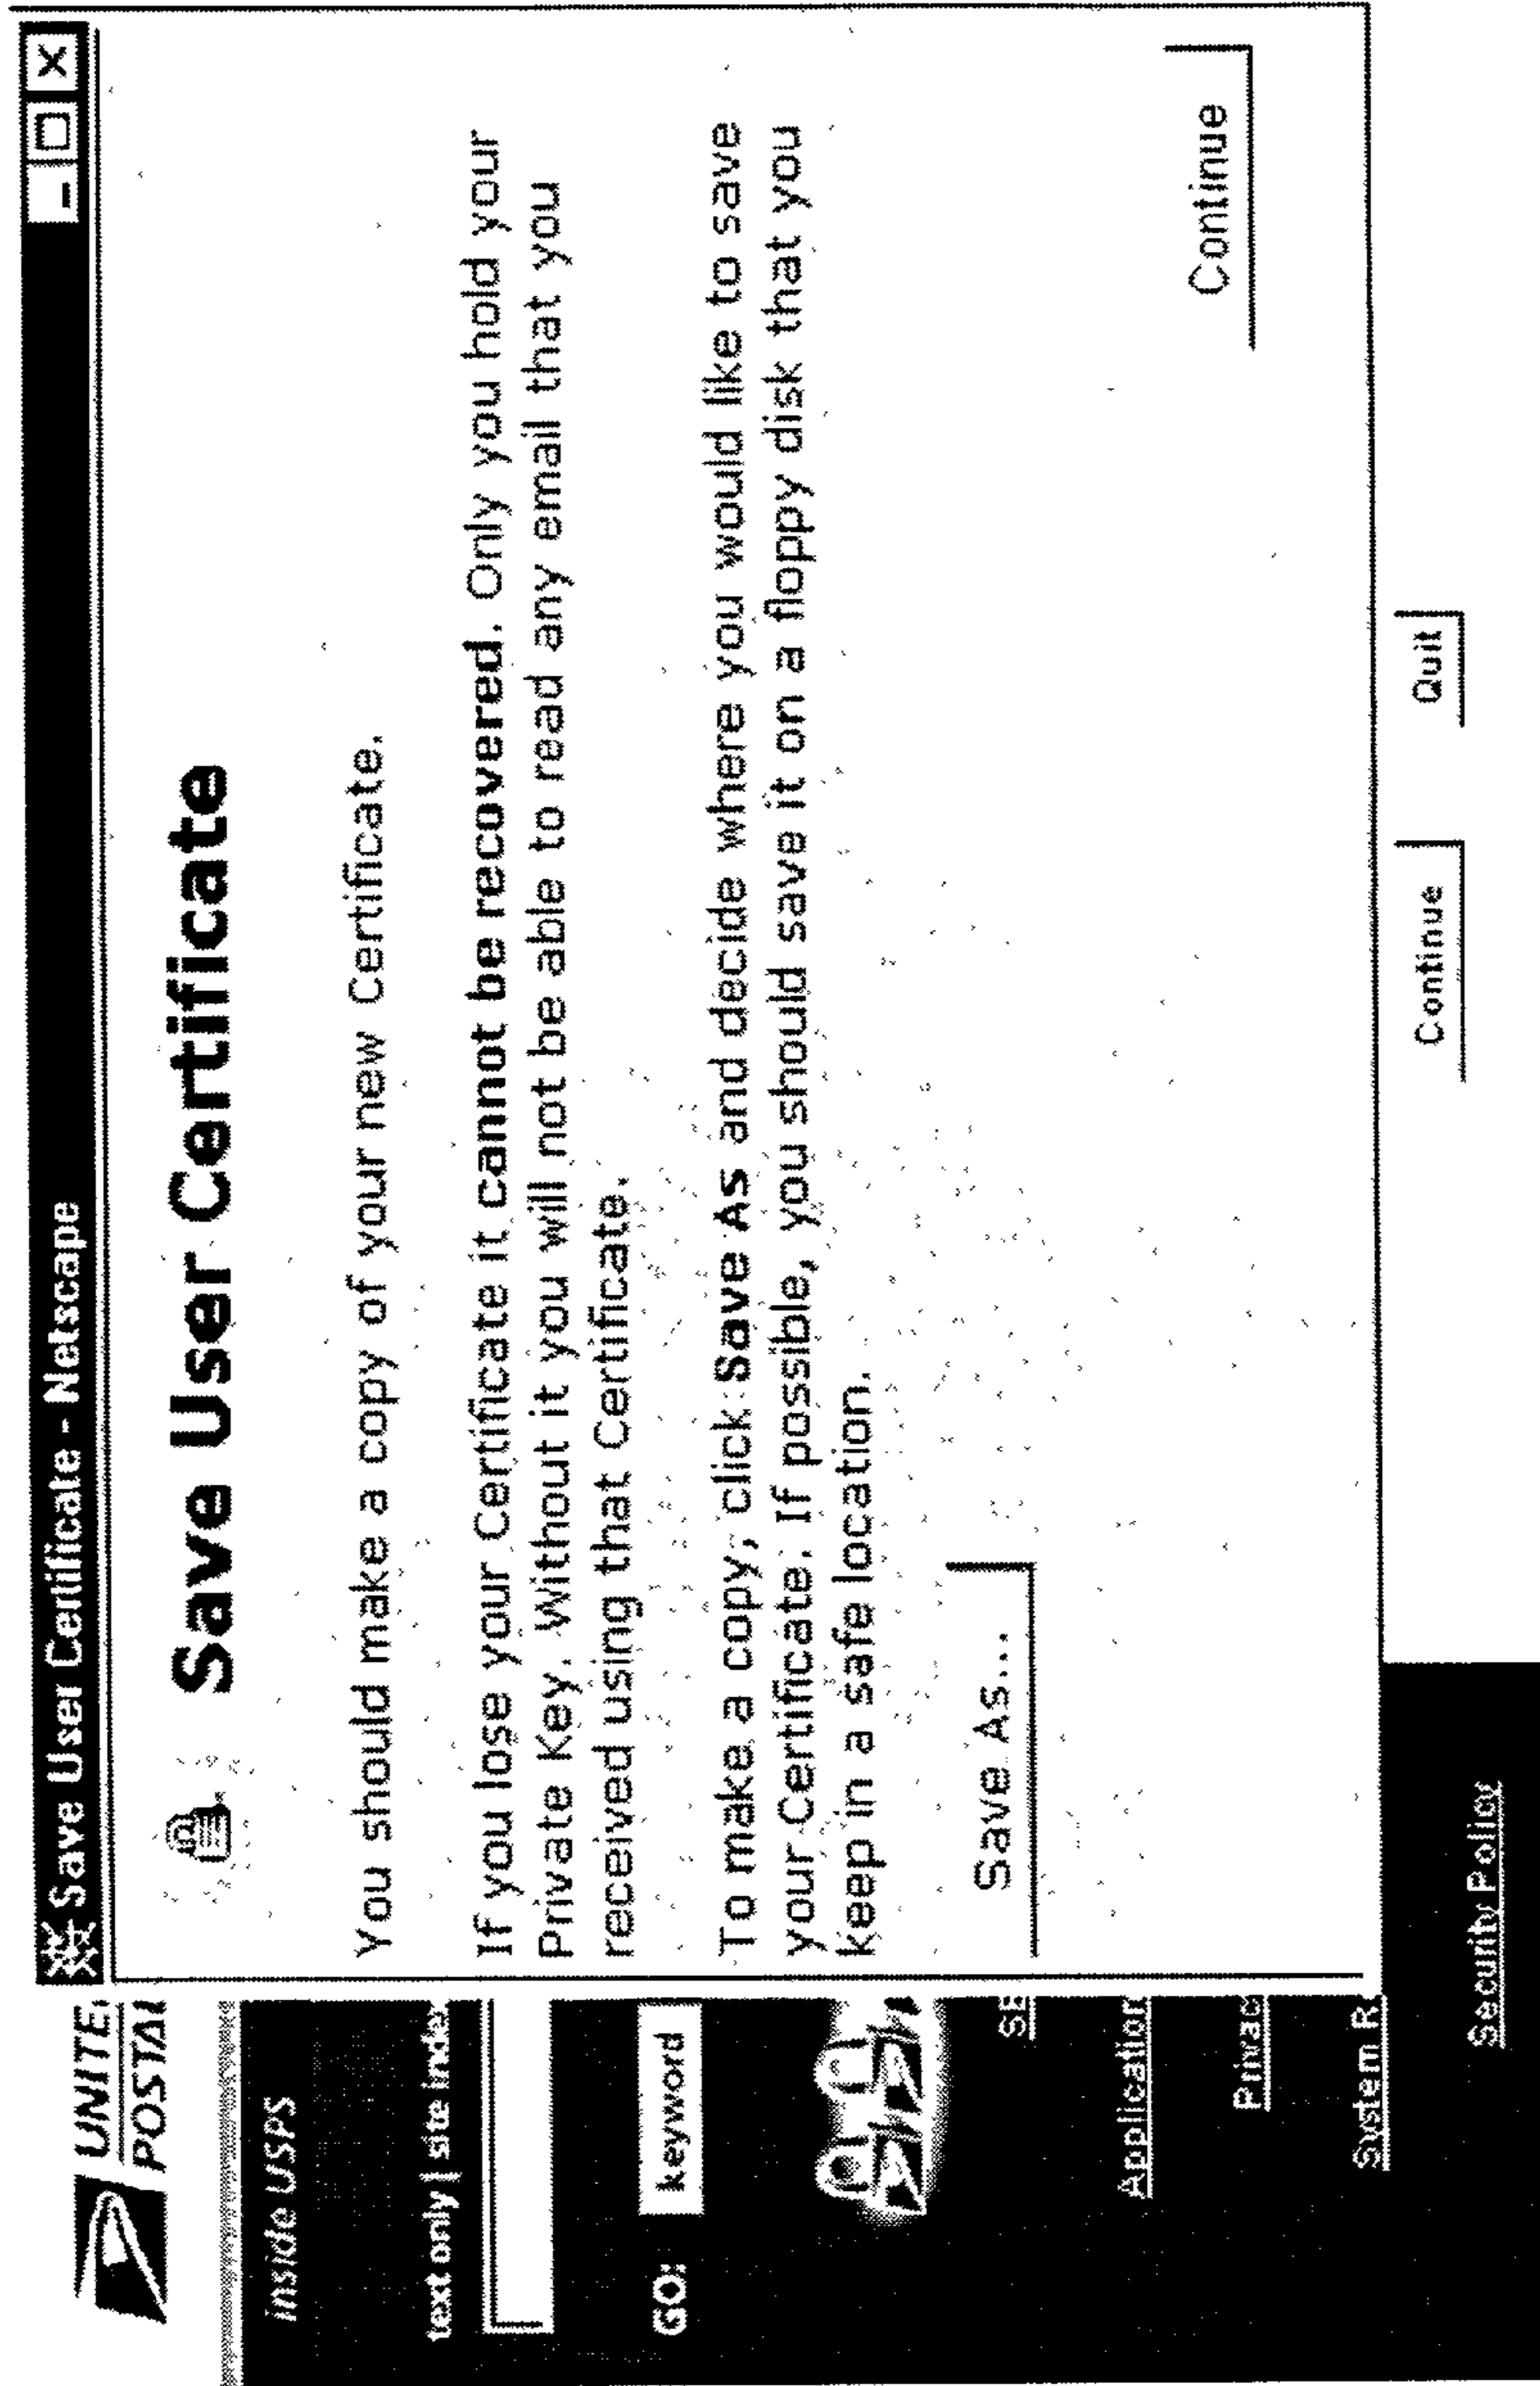 UNITE
POSTAL
Save User Certificate - Netscape
inside USPS
text only | site index
GO:
keyword
Application
Privac
System R
Security Policy
Save User Certificate
You should make a copy of your new Certificate.
If you lose your Certificate it cannot be recovered. Only you hold your
Private Key. Without it you will not be able to read any email that you
received using that Certificate.
To make a copy, click Save As and decide where you would like to save
your Certificate. If possible, you should save it on a floppy disk that you
keep in a safe location.
Save As...
Continue
Continue
Quit